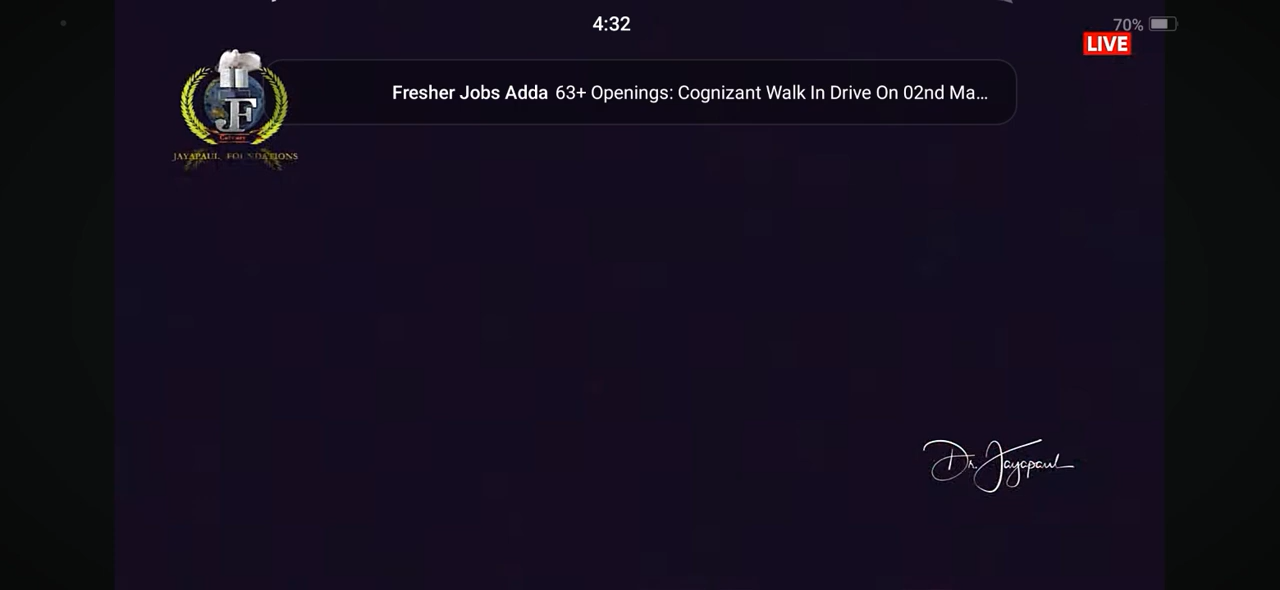 4:32
70%
LIVE
Fresher Jobs Adda 63+ Openings: Cognizant Walk In Drive On 02nd Ma...
JF
JAYAPAUL FOUNDATIONS
Dr. Jayapaul